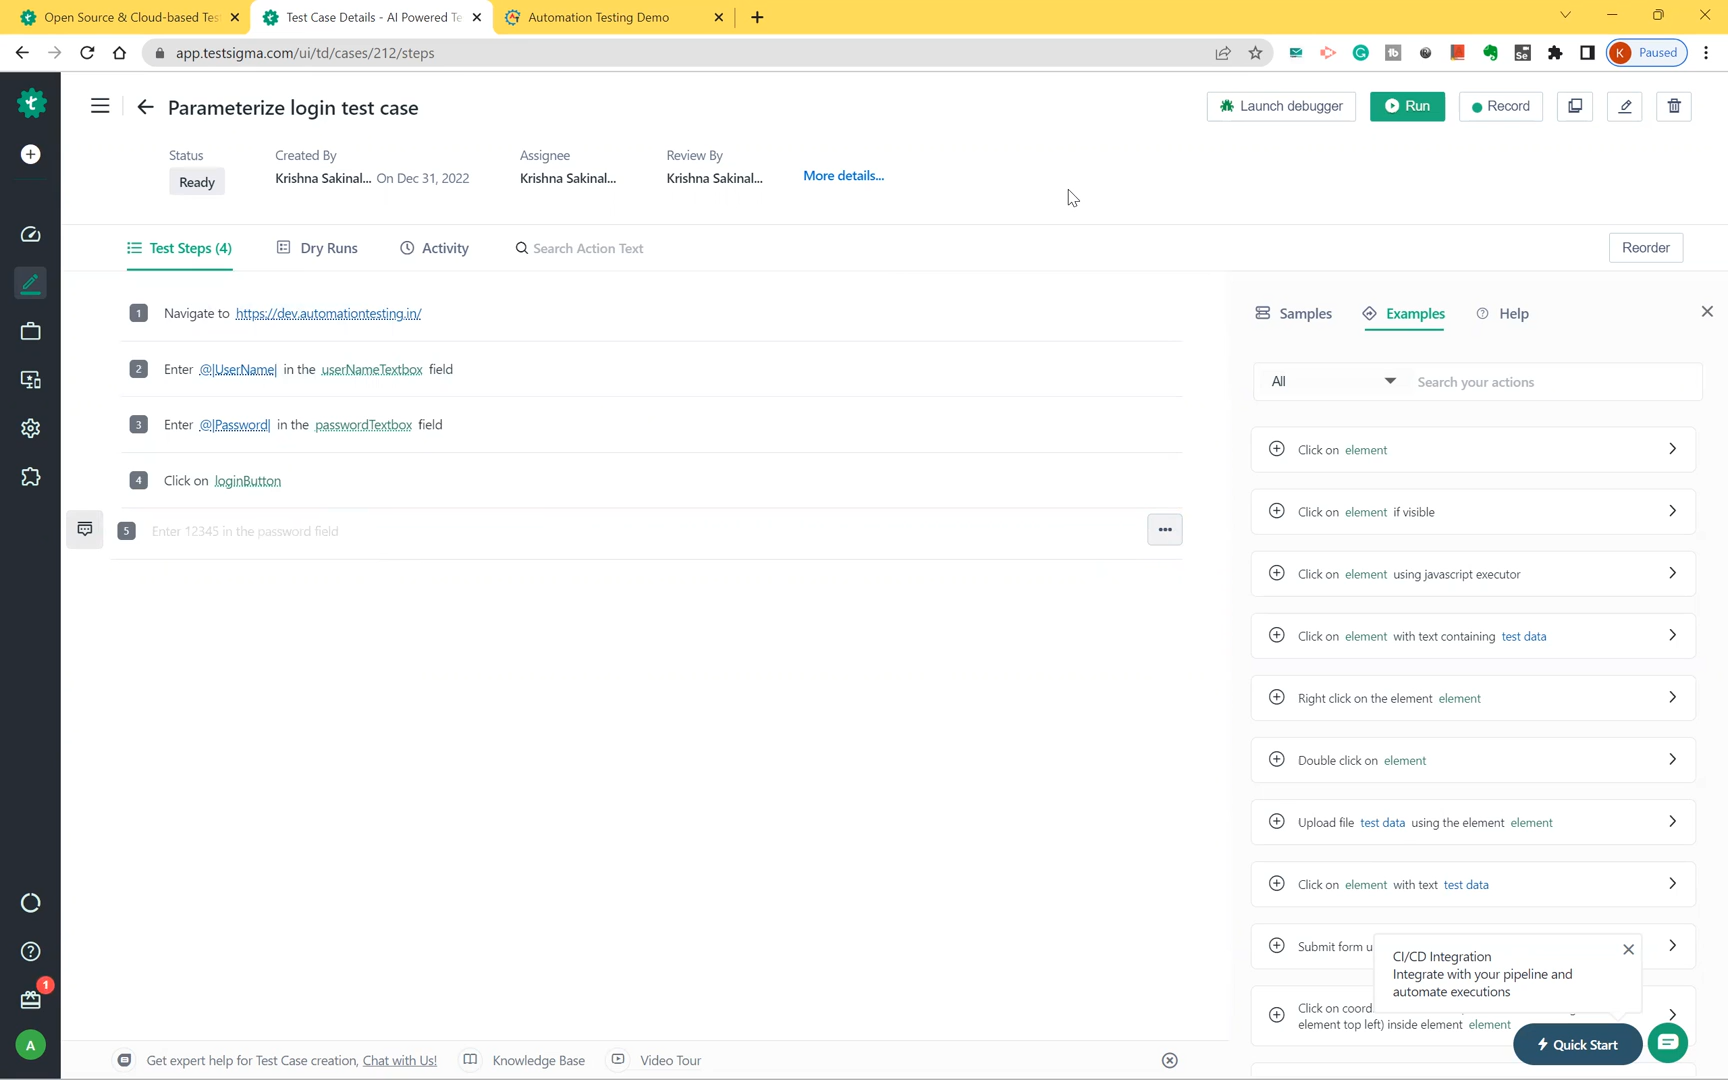 Open Source & Cloud-based Tes
Test Case Details - AI Powered Te
Automation Testing Demo
app.testsigma.com/ui/td/cases/212/steps
K Paused
Parameterize login test case
Launch debugger
Run
Record
Status
Created By
Assignee
Review By
Ready
Krishna Sakinal... On Dec 31, 2022
Krishna Sakinal...
Krishna Sakinal...
More details...
Test Steps (4)
Dry Runs
Activity
Search Action Text
Reorder
1 Navigate to https://dev.automationtesting.in/
2 Enter @|UserName| in the userNameTextbox field
3 Enter @|Password| in the passwordTextbox field
4 Click on loginButton
5 Enter 12345 in the password field
Samples
Examples
Help
All
Search your actions
Click on element
Click on element if visible
Click on element using javascript executor
Click on element with text containing test data
Right click on the element element
Double click on element
Upload file test data using the element element
Click on element with text test data
Submit form u
Click on coord
element top left) inside element element
CI/CD Integration
Integrate with your pipeline and
automate executions
Quick Start
1
A
Get expert help for Test Case creation, Chat with Us!
Knowledge Base
Video Tour